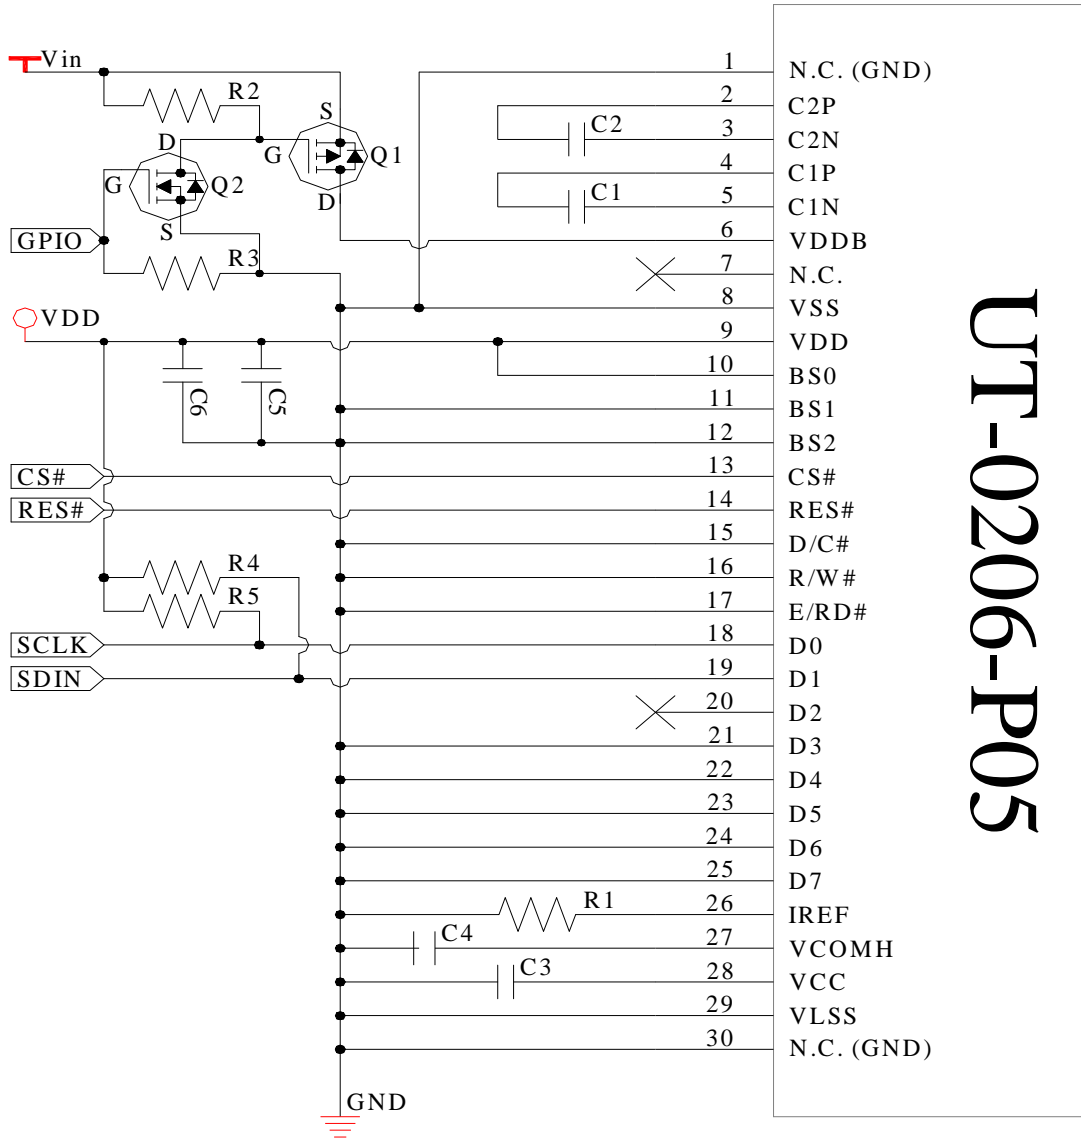 Vin
R2
S
D
G
Q1
G
Q2
D
S
GPIO
R3
VDD
C6
C5
CS#
RES#
R4
R5
SCLK
SDIN
C2
C1
R1
C4
C3
GND
1 N.C. (GND)
2 C2P
3 C2N
4 C1P
5 C1N
6 VDDB
7 N.C.
8 VSS
9 VDD
10 BS0
11 BS1
12 BS2
13 CS#
14 RES#
15 D/C#
16 R/W#
17 E/RD#
18 D0
19 D1
20 D2
21 D3
22 D4
23 D5
24 D6
25 D7
26 IREF
27 VCOMH
28 VCC
29 VLSS
30 N.C. (GND)
UT-0206-P05